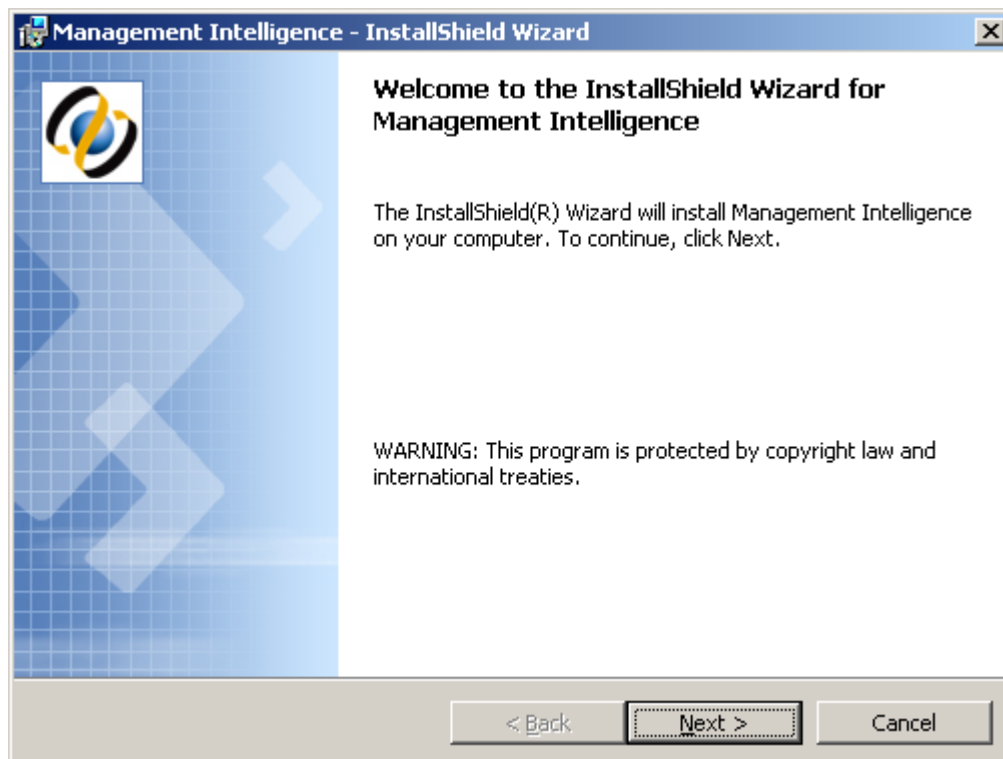 Management Intelligence - InstallShield Wizard
Welcome to the InstallShield Wizard for
Management Intelligence
The InstallShield(R) Wizard will install Management Intelligence
on your computer. To continue, click Next.
WARNING: This program is protected by copyright law and
international treaties.
< Back
Next >
Cancel